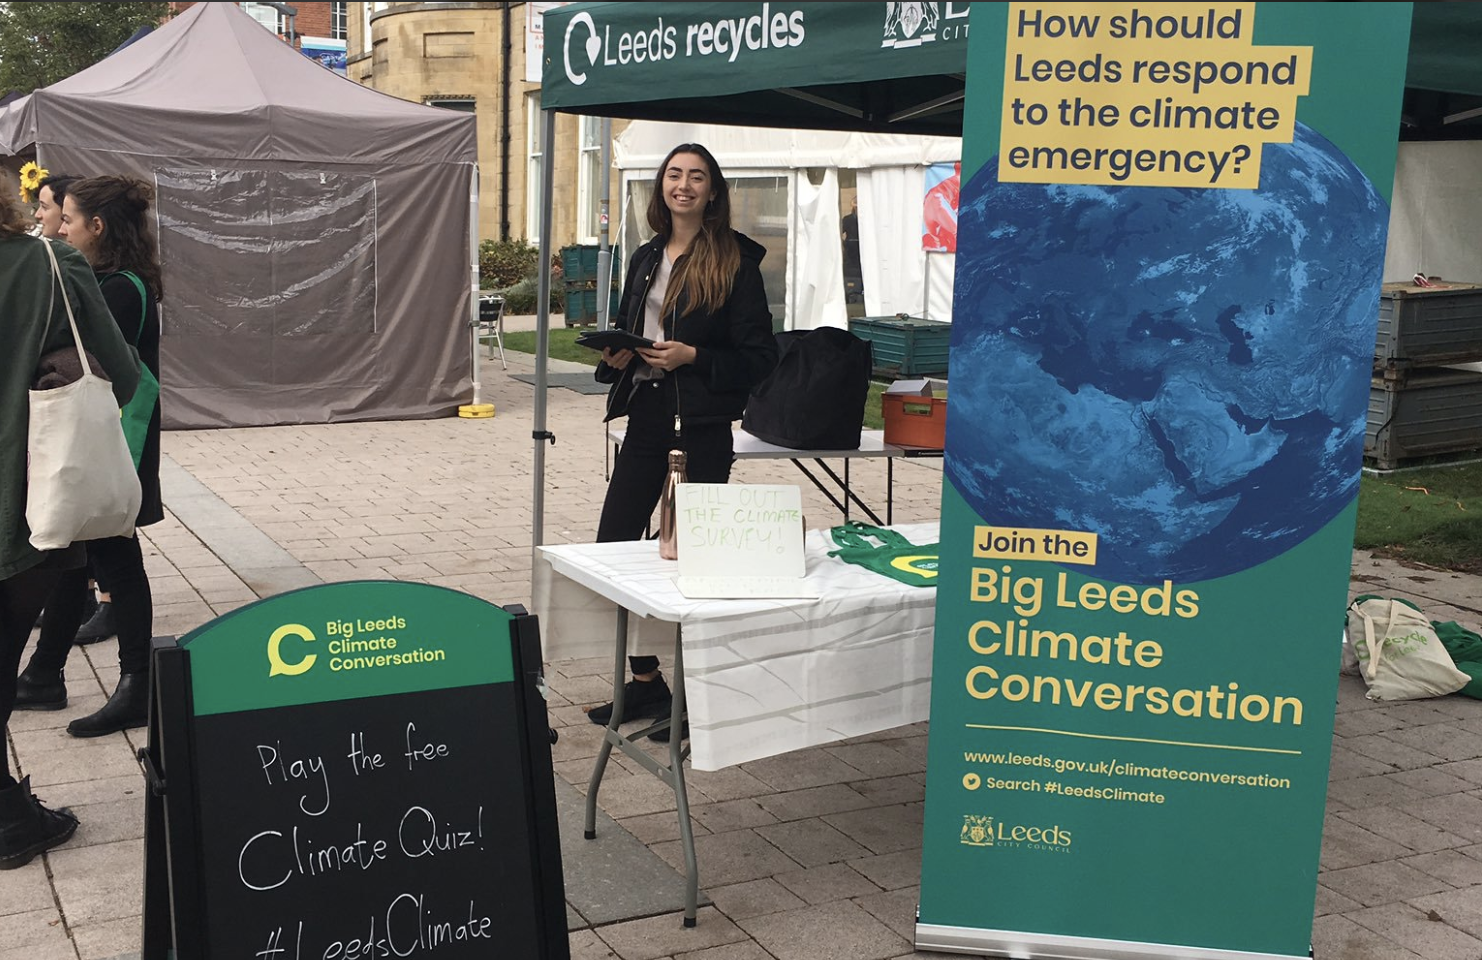 Leeds recycles
How should
Leeds respond
to the climate
emergency?
Join the
Big Leeds
Climate
Conversation
www.leeds.gov.uk/climateconversation
Search #LeedsClimate
Leeds
CITY COUNCIL
FILL OUT
THE CLIMATE
SURVEY!
Big Leeds
Climate
Conversation
Play the free
Climate Quiz!
#LeedsClimate